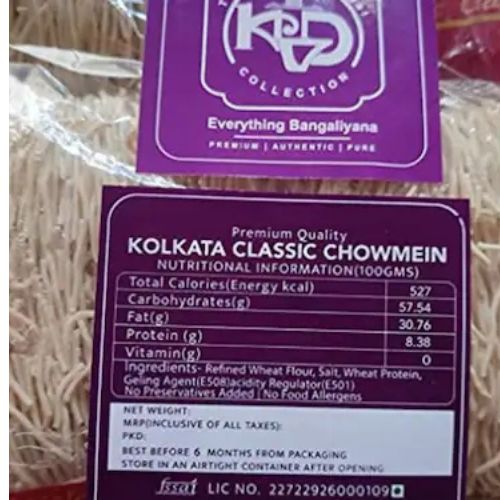 KBD
COLLECTION
Everything Bangaliyana
PREMIUM | AUTHENTIC | PURE
Premium Quality
KOLKATA CLASSIC CHOWMEIN
NUTRITIONAL INFORMATION(100GMS)
Total Calories(Energy kcal) 527
Carbohydrates(g) 57.54
Fat(g) 30.76
Protein (g) 8.38
Vitamin(g) 0
Ingredients- Refined Wheat Flour, Salt, Wheat Protein,
Geling Agent(E508)acidity Regulator(E501)
No Preservatives Added | No Food Allergens
NET WEIGHT:
MRP(INCLUSIVE OF ALL TAXES):
PKD:
BEST BEFORE 6 MONTHS FROM PACKAGING
STORE IN AN AIRTIGHT CONTAINER AFTER OPENING
fssai LIC NO. 22722926000109